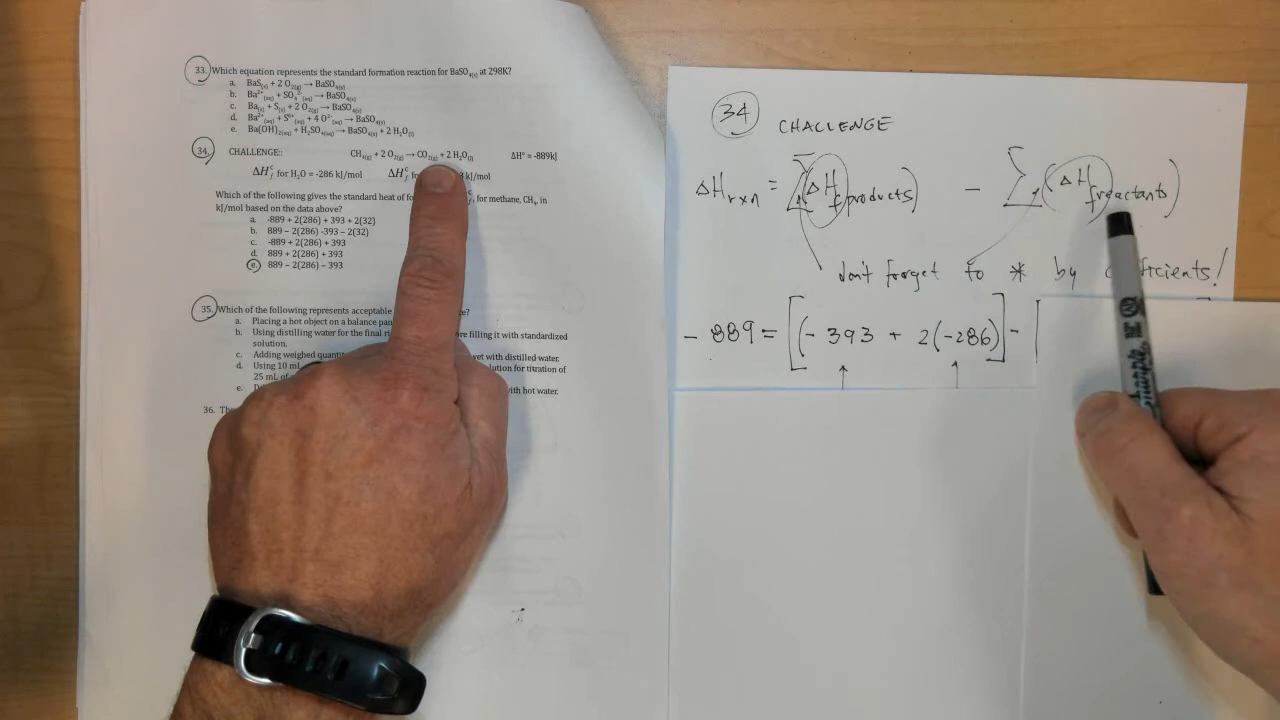 33. Which equation represents the standard formation reaction for BaSO4(s) at 298K?
a. BaS(s) + 2 O2(g) → BaSO4(s)
b. Ba2+(aq) + SO42-(aq) → BaSO4(s)
c. Ba(s) + S(s) + 2 O2(g) → BaSO4(s)
d. Ba2+(aq) + S6+(aq) + 4 O2-(aq) → BaSO4(s)
e. Ba(OH)2(aq) + H2SO4(aq) → BaSO4(s) + 2 H2O(l)
34. CHALLENGE:: CH4(g) + 2 O2(g) → CO2(g) + 2 H2O(l) ΔH° = -889kJ
for H2O = -286 kJ/mol kJ/mol
Which of the following gives the standard heat of , for methane, CH4, in
kJ/mol based on the data above?
a. -889 + 2(286) + 393 + 2(32)
b. 889 – 2(286) -393 – 2(32)
c. -889 + 2(286) + 393
d. 889 + 2(286) + 393
e. 889 – 2(286) – 393
35. Which of the following represents acceptable
a. Placing a hot object on a balance pan
b. Using distilling water for the final filling it with standardized
solution.
c. Adding weighed wet with distilled water.
d. Using 10 for titration of
25 mL
e. with hot water.
36.
34 CHALLENGE
ΔHrxn = Σ(ΔHf products) - Σ(ΔHf reactants)
don't forget to * by
- 889 = [(- 393 + 2(-286)] - [